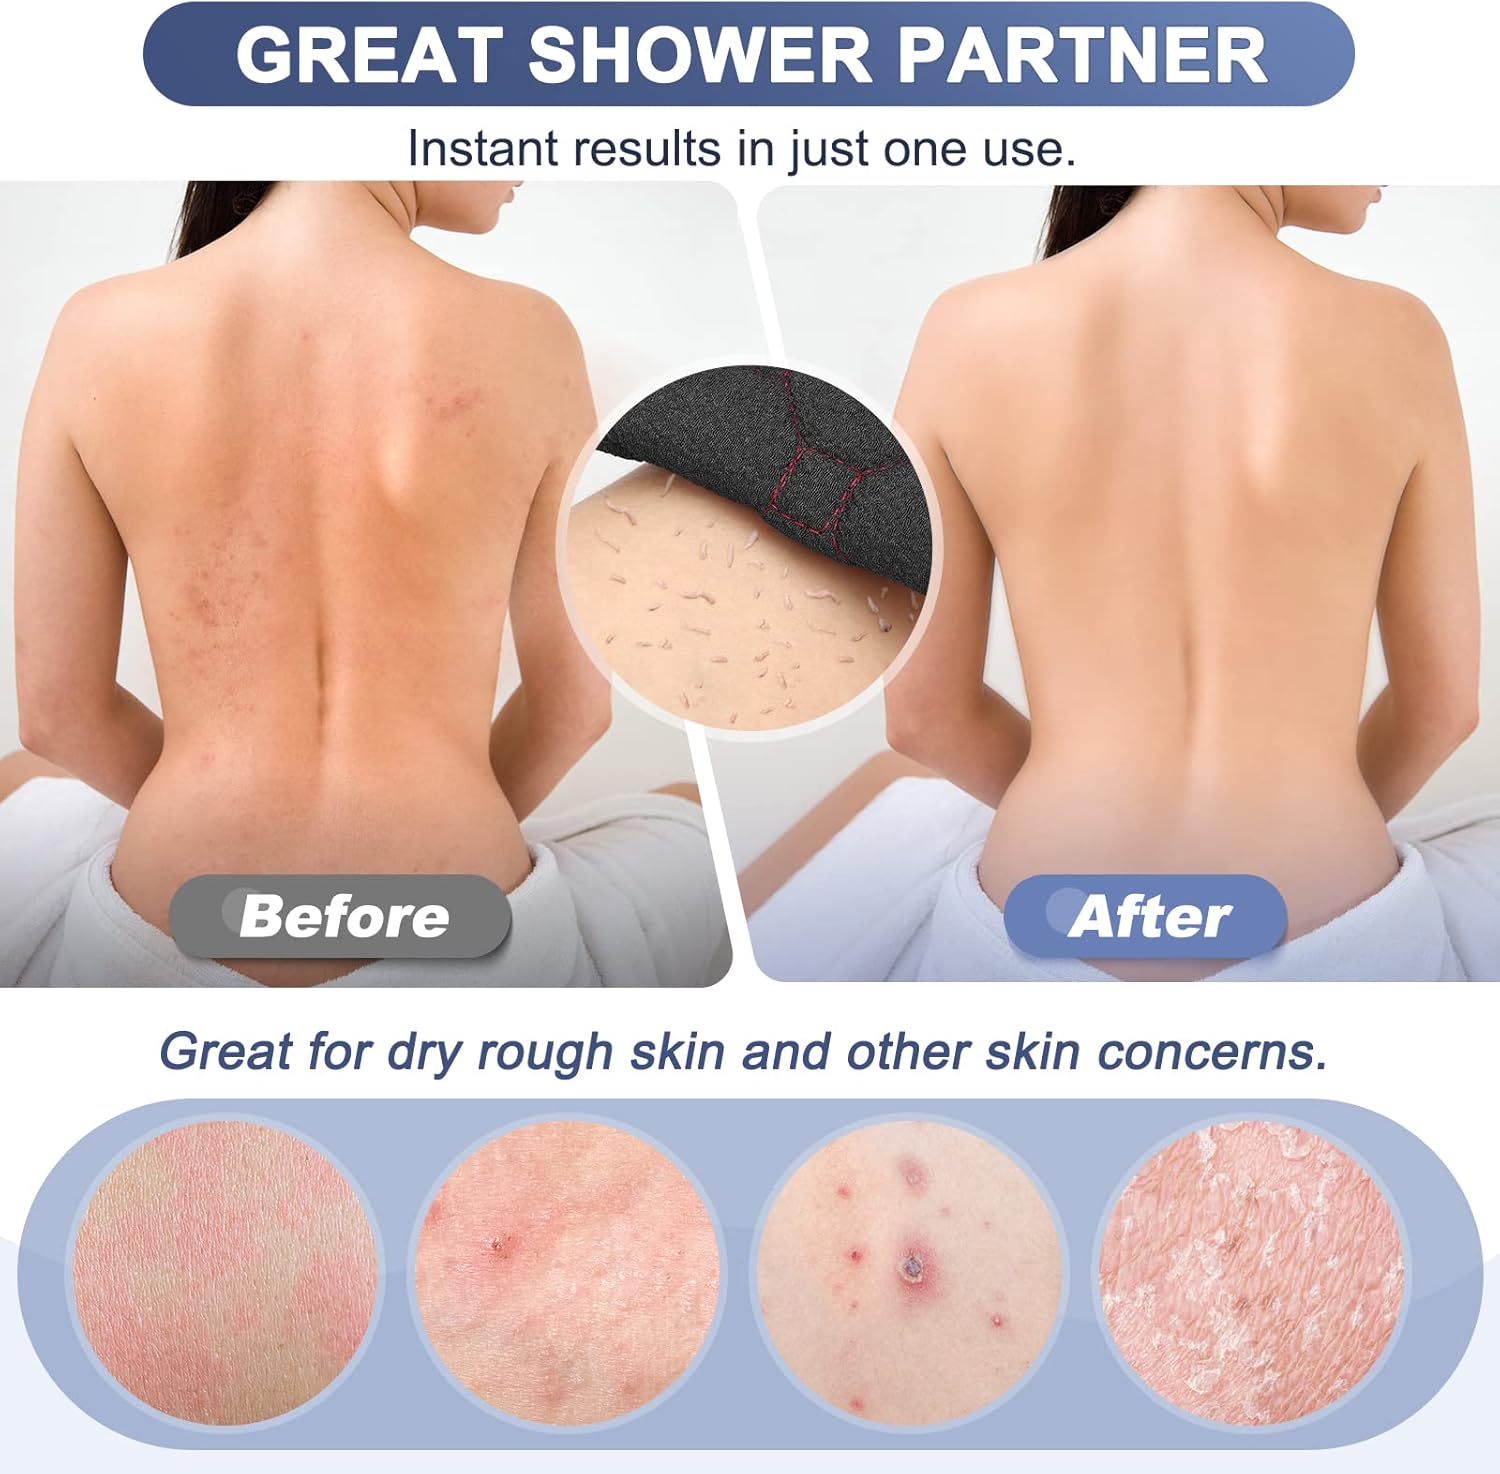 GREAT SHOWER PARTNER
Instant results in just one use.
Before
After
Great for dry rough skin and other skin concerns.